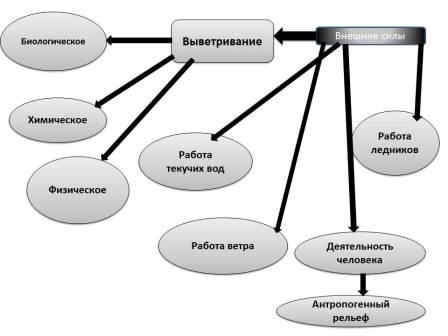 Биологическое
Выветривание
Внешние силы
Химическое
Физическое
Работа
текучих вод
Работа
ледников
Работа ветра
Деятельность
человека
Антропогенный
рельеф